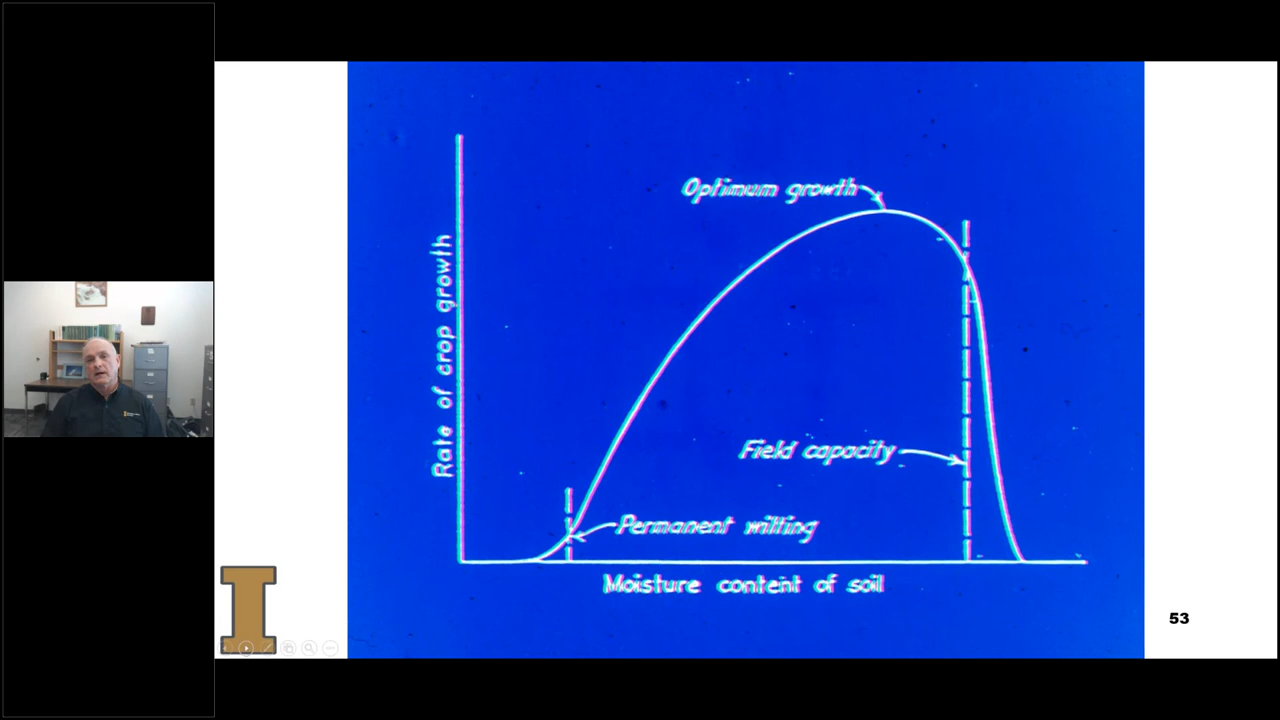 Optimum growth
Rate of crop growth
Field capacity
Permanent wilting
Moisture content of soil
I
53